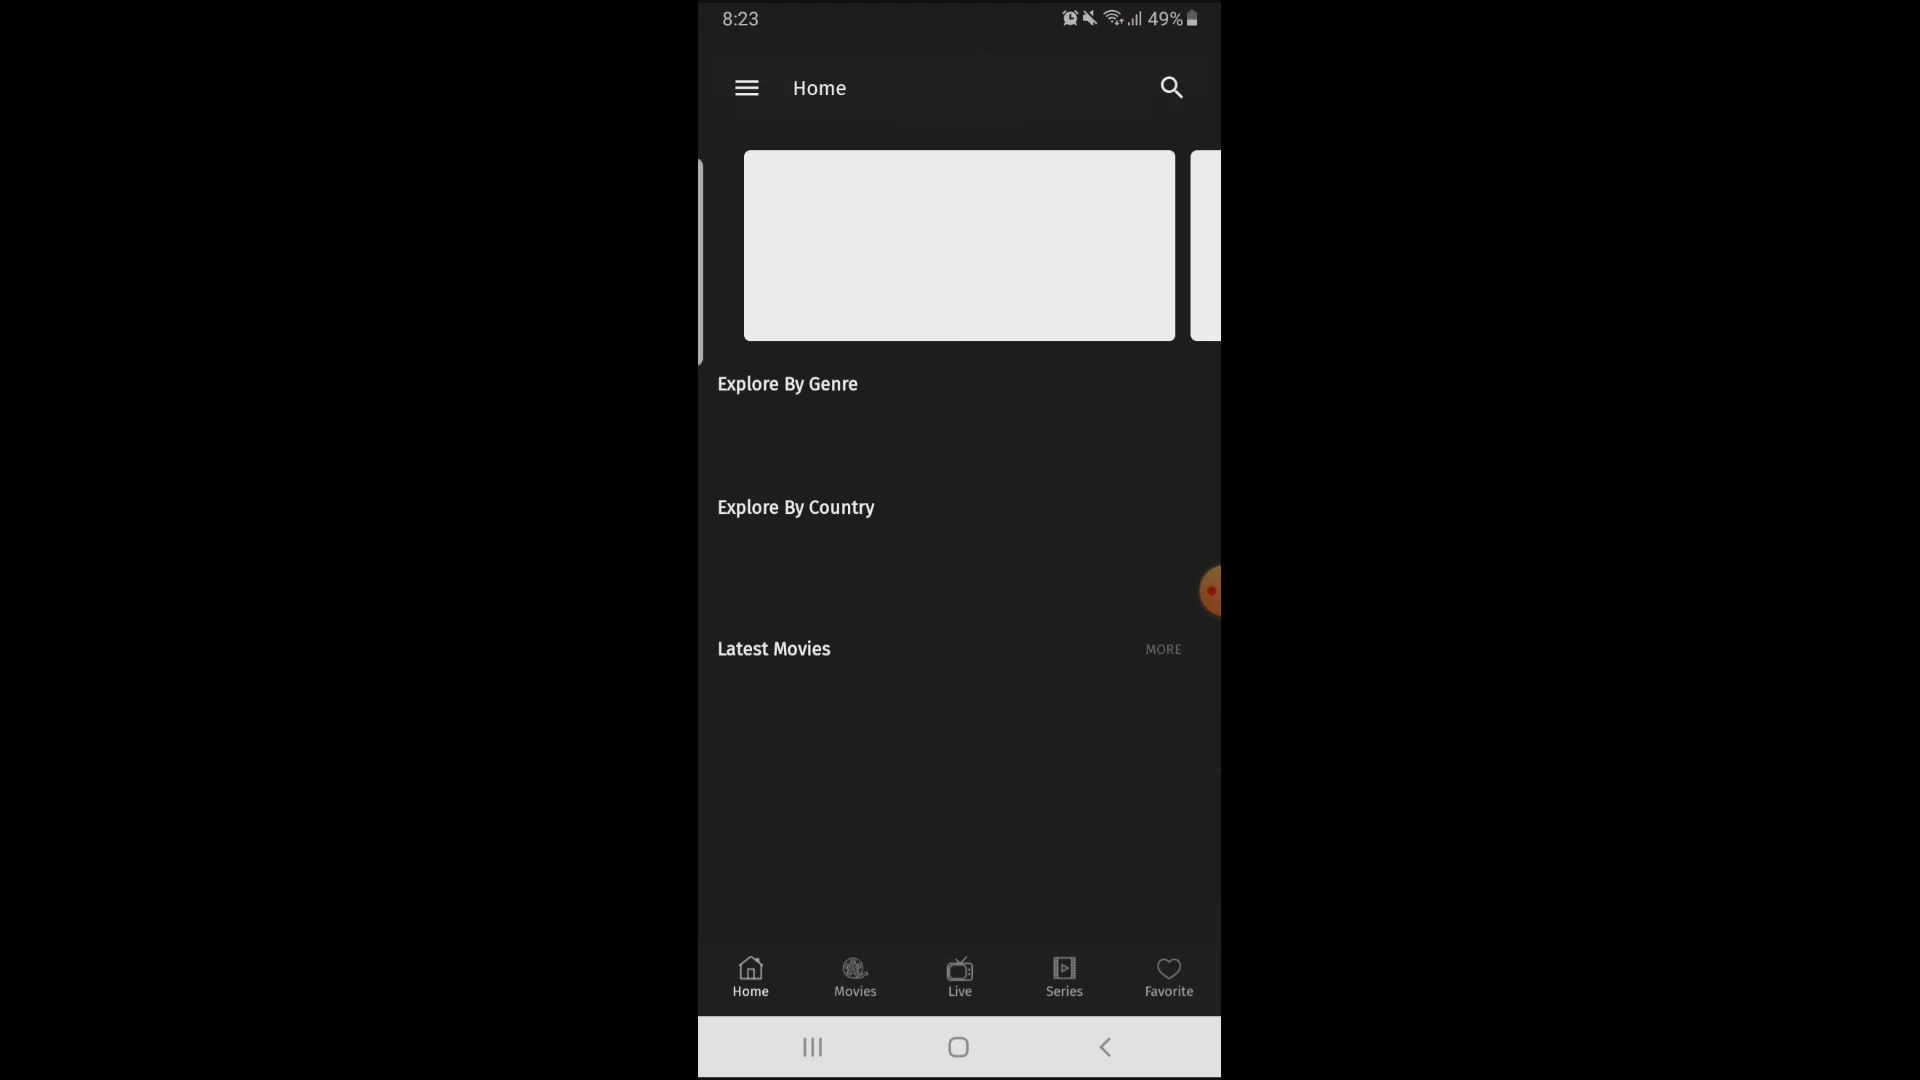 8:23
49%
Home
Explore By Genre
Explore By Country
Latest Movies
MORE
Home
Movies
Live
Series
Favorite